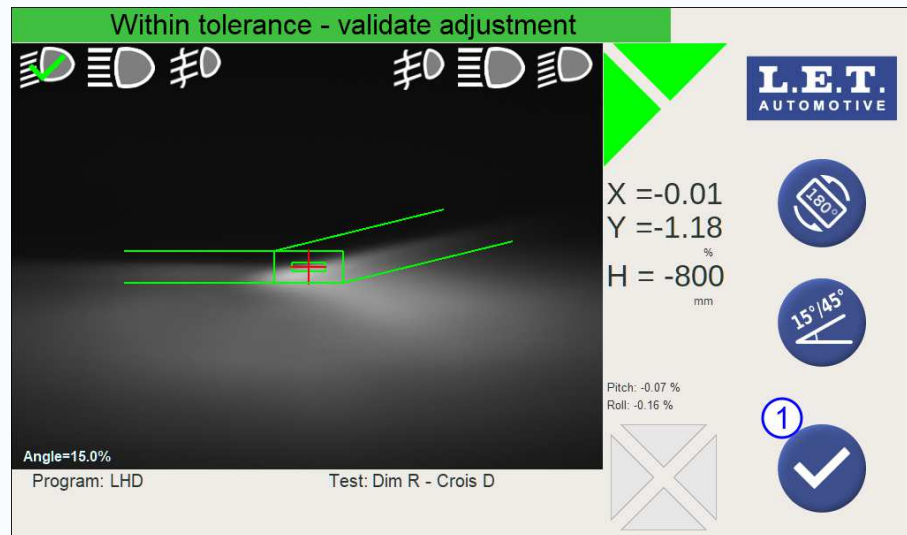 Within tolerance - validate adjustment
L.E.T.
AUTOMOTIVE
X =-0.01
Y =-1.18
%
H = -800
mm
180°
15°/45°
Pitch: -0.07 %
Roll: -0.16 %
1
Angle=15.0%
Program: LHD
Test: Dim R - Crois D